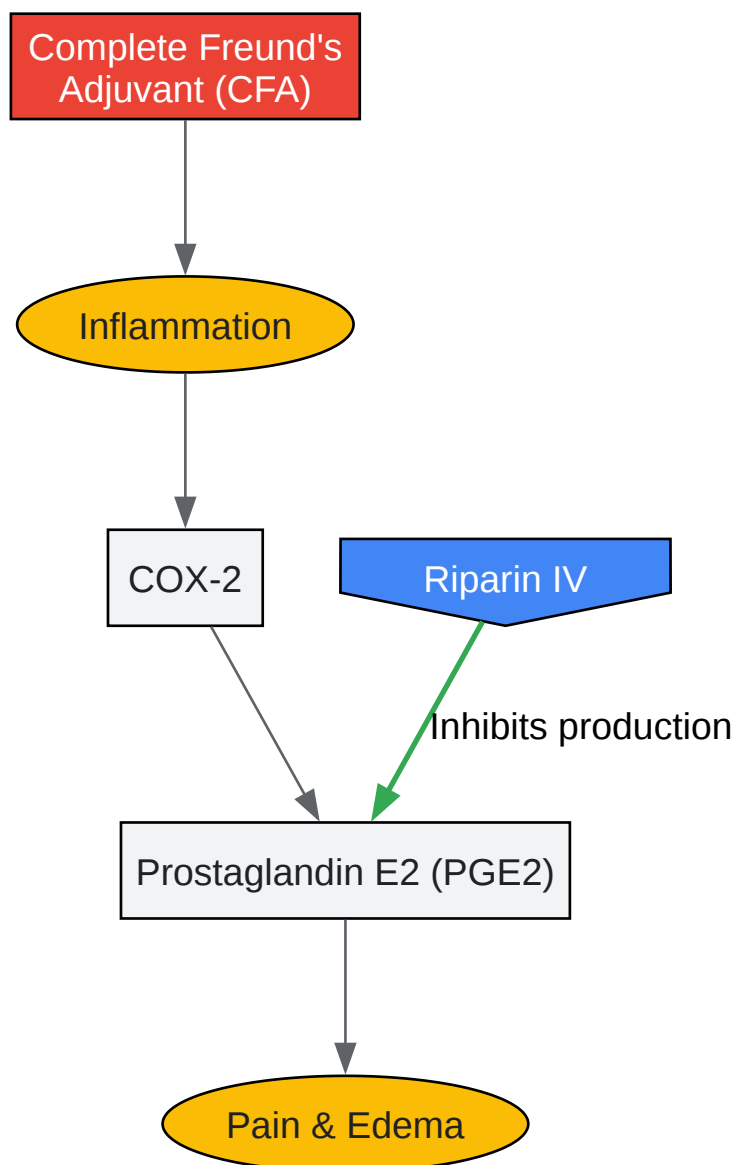 Complete Freund's
Adjuvant (CFA)
Inflammation
COX-2
Riparin IV
Inhibits production
Prostaglandin E2 (PGE2)
Pain & Edema